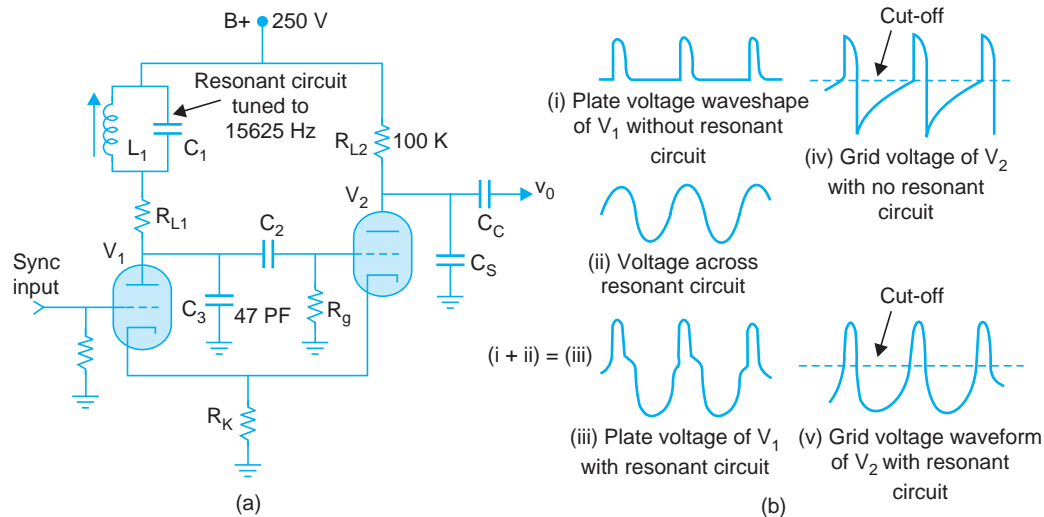 B+ 250 V
Resonant circuit
tuned to
15625 Hz
L1
C1
RL1
RL2
100 K
V1
V2
C2
CC
v0
CS
Sync
input
C3
47 PF
Rg
RK
(a)
(i) Plate voltage waveshape
of V1 without resonant
circuit
(ii) Voltage across
resonant circuit
(i + ii) = (iii)
(iii) Plate voltage of V1
with resonant circuit
Cut-off
(iv) Grid voltage of V2
with no resonant
circuit
Cut-off
(v) Grid voltage waveform
of V2 with resonant
circuit
(b)